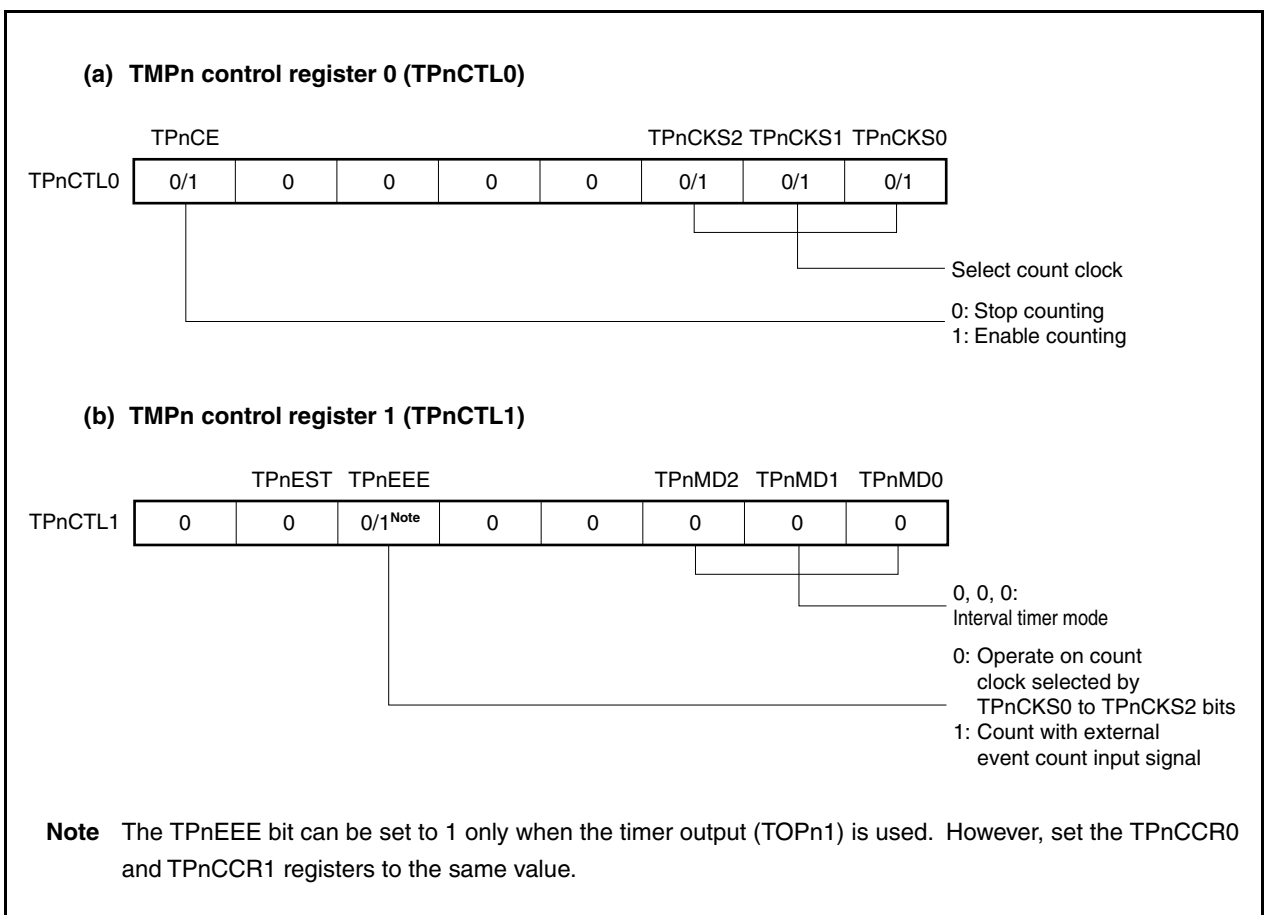 (a) TMPn control register 0 (TPnCTL0)
TPnCE TPnCKS2 TPnCKS1 TPnCKS0
TPnCTL0 0/1 0 0 0 0 0/1 0/1 0/1
Select count clock
0: Stop counting
1: Enable counting
(b) TMPn control register 1 (TPnCTL1)
TPnEST TPnEEE TPnMD2 TPnMD1 TPnMD0
TPnCTL1 0 0 0/1Note 0 0 0 0 0
0, 0, 0:
Interval timer mode
0: Operate on count
clock selected by
TPnCKS0 to TPnCKS2 bits
1: Count with external
event count input signal
Note The TPnEEE bit can be set to 1 only when the timer output (TOPn1) is used. However, set the TPnCCR0
and TPnCCR1 registers to the same value.